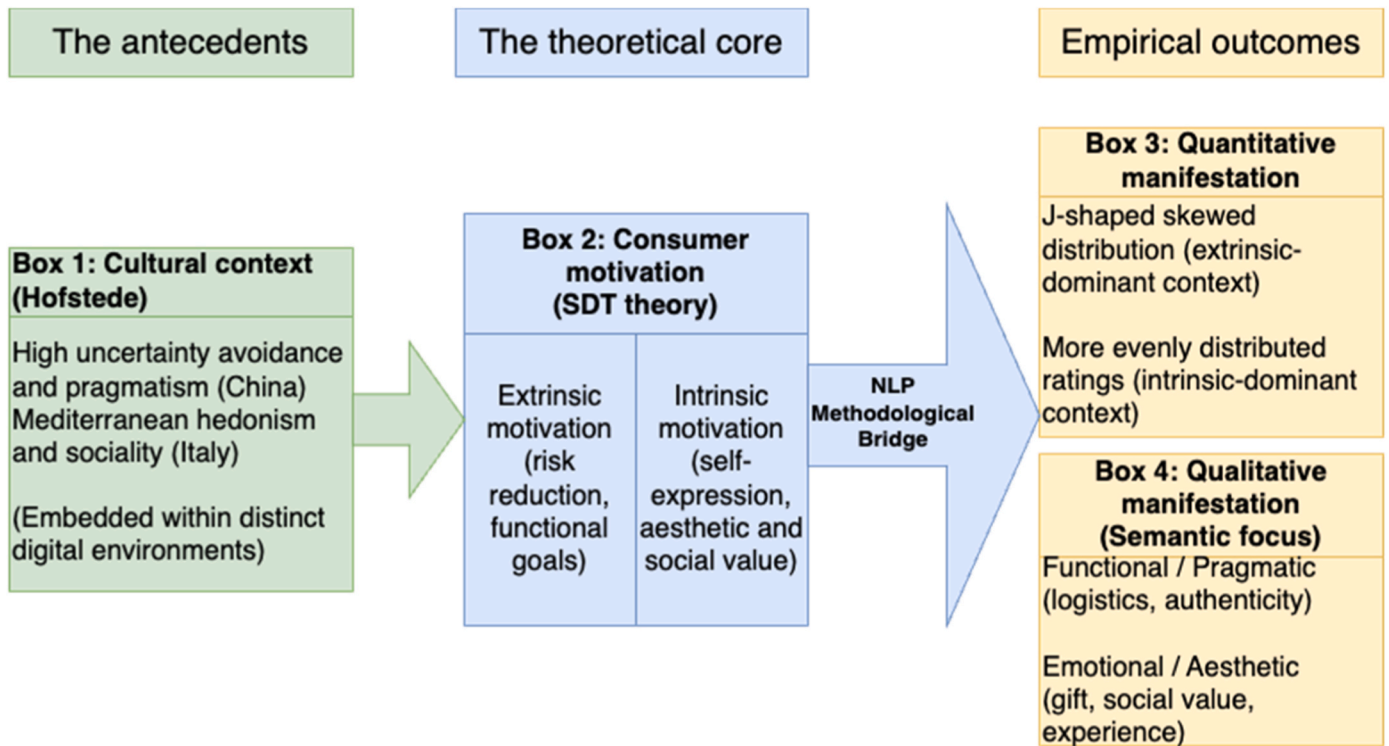 The antecedents
The theoretical core
Empirical outcomes
Box 1: Cultural context
(Hofstede)
High uncertainty avoidance
and pragmatism (China)
Mediterranean hedonism
and sociality (Italy)
(Embedded within distinct
digital environments)
Box 2: Consumer
motivation
(SDT theory)
Extrinsic
motivation
(risk
reduction,
functional
goals)
Intrinsic
motivation
(self-
expression,
aesthetic and
social value)
NLP
Methodological
Bridge
Box 3: Quantitative
manifestation
J-shaped skewed
distribution (extrinsic-
dominant context)
More evenly distributed
ratings (intrinsic-dominant
context)
Box 4: Qualitative
manifestation
(Semantic focus)
Functional / Pragmatic
(logistics, authenticity)
Emotional / Aesthetic
(gift, social value,
experience)